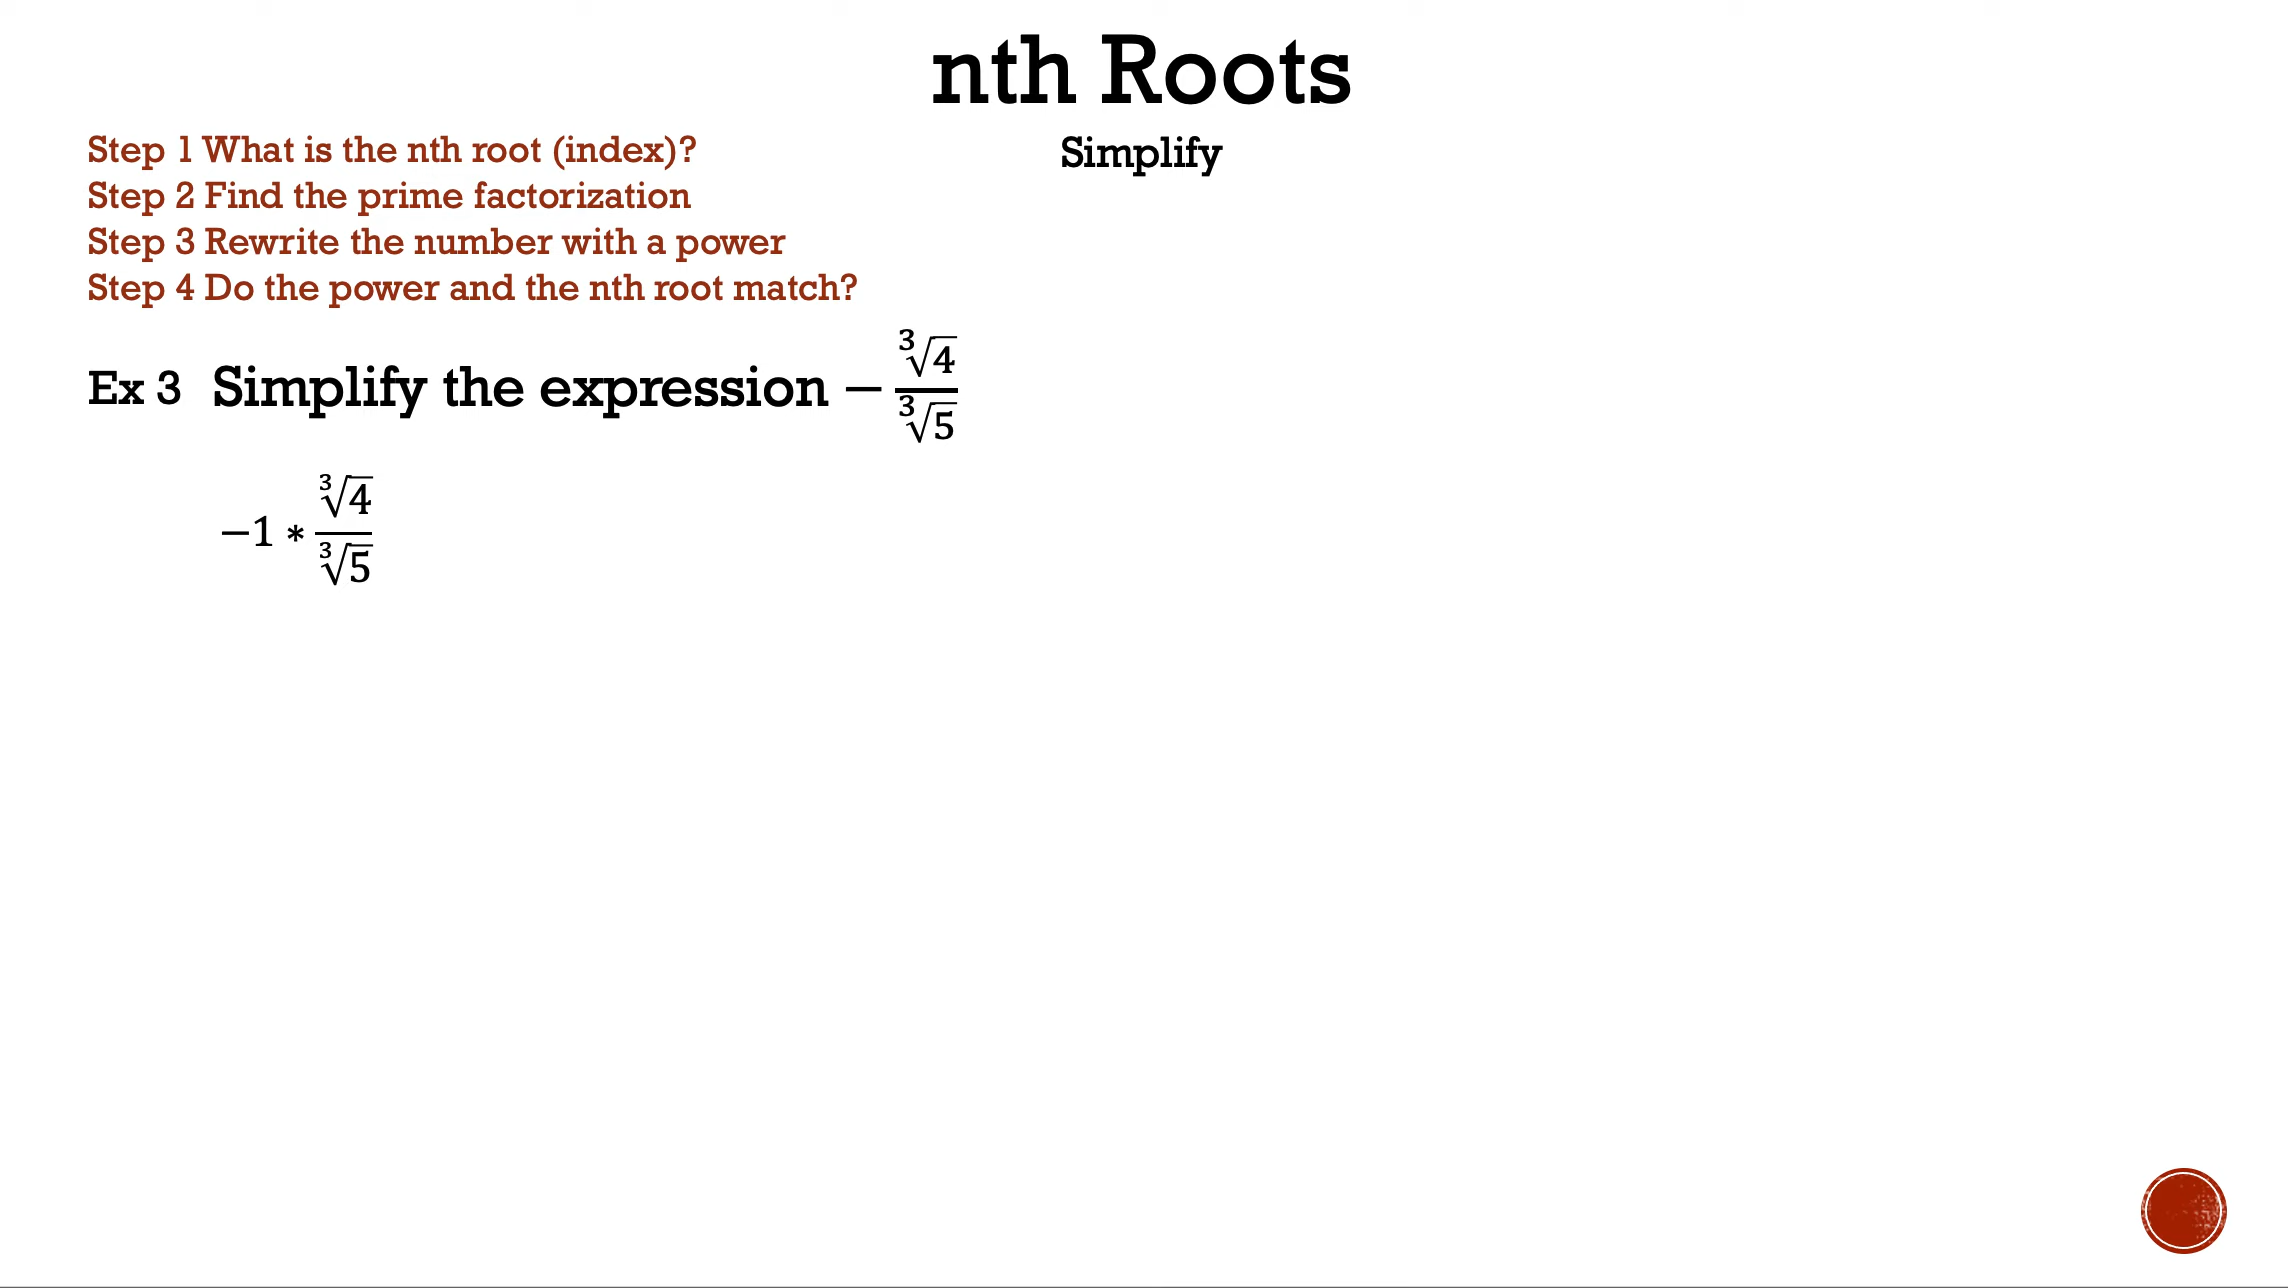 nth Roots
Simplify
Step 1 What is the nth root (index)?
Step 2 Find the prime factorization
Step 3 Rewrite the number with a power
Step 4 Do the power and the nth root match?
Ex 3 Simplify the expression − ∛4 / ∛5
−1 * ∛4 / ∛5